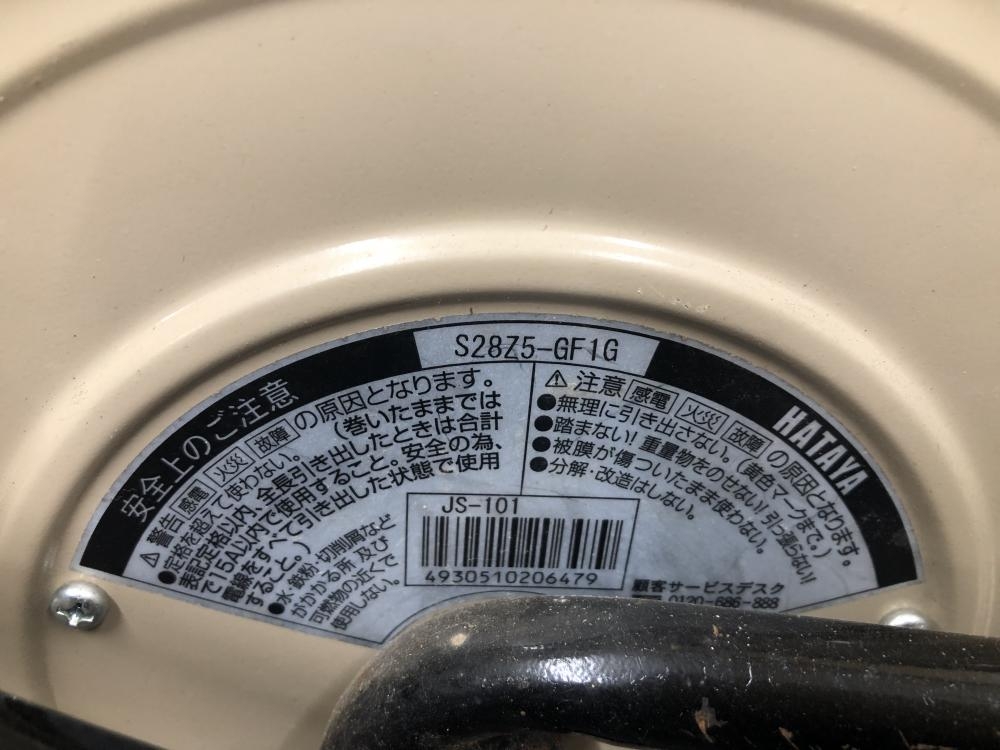 S28Z5-GF1G
安全上のご注意
HATAYA
⚠警告 感電 火災 故障 の原因となります。
●定格を超えて使わない。(巻いたままでは
表記定格以内、全長引き出したときは合計
で15A以内で使用すること。安全の為、
電線をすべて引き出した状態で使用
すること。)
●水・鉄粉・切削屑など
がかかる所 及び
可燃物の近くで
使用しない。
⚠注意 感電 火災 故障 の原因となります。
●無理に引き出さない。(黄色マークまで。)
●踏まない!重量物をのせない!引っ張らない!
●被膜が傷ついたまま使わない。
●分解・改造はしない。
JS-101
4930510206479
顧客サービスデスク
0120-686-888